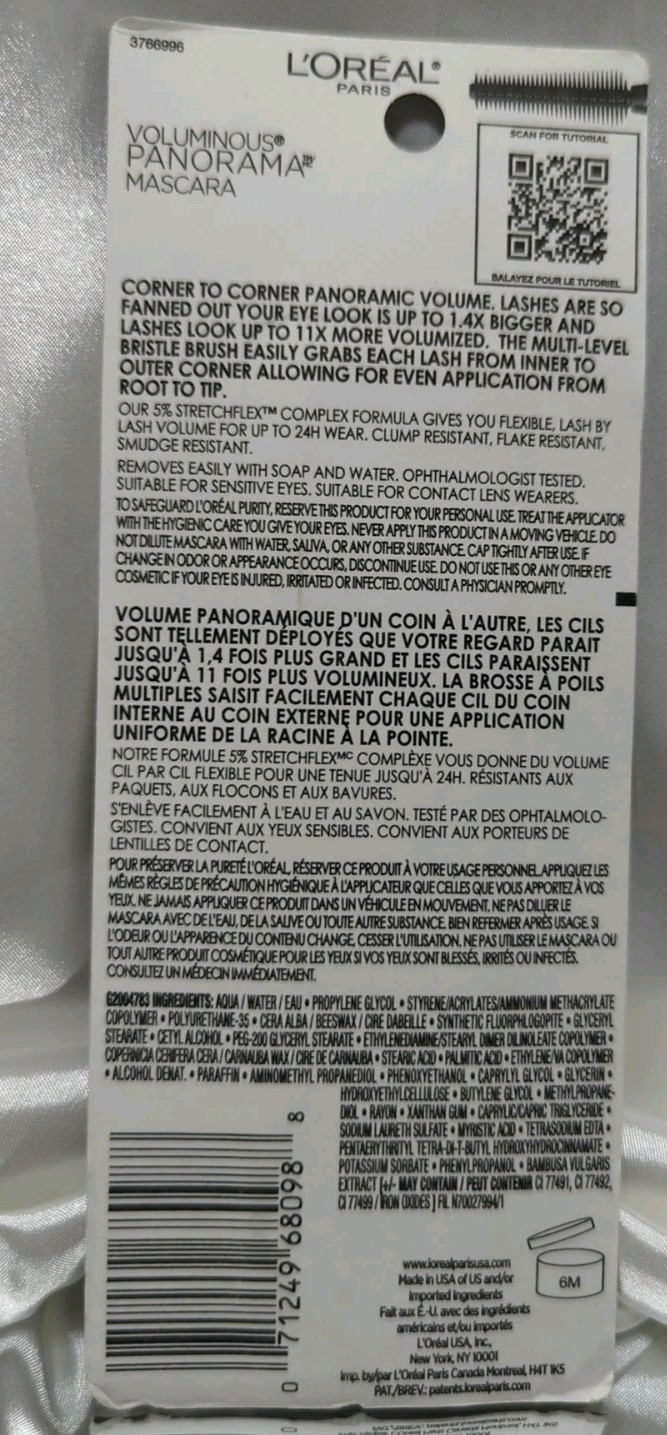 3766996
L'ORÉAL®
PARIS
VOLUMINOUS®
PANORAMA™
MASCARA
SCAN FOR TUTORIAL
BALAYEZ POUR LE TUTORIEL
CORNER TO CORNER PANORAMIC VOLUME. LASHES ARE SO
FANNED OUT YOUR EYE LOOK IS UP TO 1.4X BIGGER AND
LASHES LOOK UP TO 11X MORE VOLUMIZED. THE MULTI-LEVEL
BRISTLE BRUSH EASILY GRABS EACH LASH FROM INNER TO
OUTER CORNER ALLOWING FOR EVEN APPLICATION FROM
ROOT TO TIP.
OUR 5% STRETCHFLEX™ COMPLEX FORMULA GIVES YOU FLEXIBLE, LASH BY
LASH VOLUME FOR UP TO 24H WEAR. CLUMP RESISTANT, FLAKE RESISTANT,
SMUDGE RESISTANT.
REMOVES EASILY WITH SOAP AND WATER. OPHTHALMOLOGIST TESTED.
SUITABLE FOR SENSITIVE EYES. SUITABLE FOR CONTACT LENS WEARERS.
TO SAFEGUARD L'ORÉAL PURITY, RESERVE THIS PRODUCT FOR YOUR PERSONAL USE. TREAT THE APPLICATOR
WITH THE HYGIENIC CARE YOU GIVE YOUR EYES. NEVER APPLY THIS PRODUCT IN A MOVING VEHICLE. DO
NOT DILUTE MASCARA WITH WATER, SALIVA, OR ANY OTHER SUBSTANCE. CAP TIGHTLY AFTER USE. IF
CHANGE IN ODOR OR APPEARANCE OCCURS, DISCONTINUE USE. DO NOT USE THIS OR ANY OTHER EYE
COSMETIC IF YOUR EYE IS INJURED, IRRITATED OR INFECTED. CONSULT A PHYSICIAN PROMPTLY.
VOLUME PANORAMIQUE D'UN COIN À L'AUTRE, LES CILS
SONT TELLEMENT DÉPLOYÉS QUE VOTRE REGARD PARAIT
JUSQU'À 1,4 FOIS PLUS GRAND ET LES CILS PARAISSENT
JUSQU'À 11 FOIS PLUS VOLUMINEUX. LA BROSSE À POILS
MULTIPLES SAISIT FACILEMENT CHAQUE CIL DU COIN
INTERNE AU COIN EXTERNE POUR UNE APPLICATION
UNIFORME DE LA RACINE À LA POINTE.
NOTRE FORMULE 5% STRETCHFLEXᴹᶜ COMPLÈXE VOUS DONNE DU VOLUME
CIL PAR CIL FLEXIBLE POUR UNE TENUE JUSQU'À 24H. RÉSISTANTS AUX
PAQUETS, AUX FLOCONS ET AUX BAVURES.
S'ENLÈVE FACILEMENT À L'EAU ET AU SAVON. TESTÉ PAR DES OPHTALMOLO-
GISTES. CONVIENT AUX YEUX SENSIBLES. CONVIENT AUX PORTEURS DE
LENTILLES DE CONTACT.
POUR PRÉSERVER LA PURETÉ L'ORÉAL, RÉSERVER CE PRODUIT À VOTRE USAGE PERSONNEL. APPLIQUEZ LES
MÊMES RÈGLES DE PRÉCAUTION HYGIÉNIQUE À L'APPLICATEUR QUE CELLES QUE VOUS APPORTEZ À VOS
YEUX. NE JAMAIS APPLIQUER CE PRODUIT DANS UN VÉHICULE EN MOUVEMENT. NE PAS DILUER LE
MASCARA AVEC DE L'EAU, DE LA SALIVE OU TOUTE AUTRE SUBSTANCE. BIEN REFERMER APRÈS USAGE. SI
L'ODEUR OU L'APPARENCE DU CONTENU CHANGE, CESSER L'UTILISATION. NE PAS UTILISER LE MASCARA OU
TOUT AUTRE PRODUIT COSMÉTIQUE POUR LES YEUX SI VOS YEUX SONT BLESSÉS, IRRITÉS OU INFECTÉS.
CONSULTEZ UN MÉDECIN IMMÉDIATEMENT.
G2004783 INGREDIENTS: AQUA / WATER / EAU • PROPYLENE GLYCOL • STYRENE/ACRYLATES/AMMONIUM METHACRYLATE
COPOLYMER • POLYURETHANE-35 • CERA ALBA / BEESWAX / CIRE DABEILLE • SYNTHETIC FLUORPHLOGOPITE • GLYCERYL
STEARATE • CETYL ALCOHOL • PEG-200 GLYCERYL STEARATE • ETHYLENEDIAMINE/STEARYL DIMER DILINOLEATE COPOLYMER •
COPERNICIA CERIFERA CERA / CARNAUBA WAX / CIRE DE CARNAUBA • STEARIC ACID • PALMITIC ACID • ETHYLENE/VA COPOLYMER
• ALCOHOL DENAT. • PARAFFIN • AMINOMETHYL PROPANEDIOL • PHENOXYETHANOL • CAPRYLYL GLYCOL • GLYCERIN •
HYDROXYETHYLCELLULOSE • BUTYLENE GLYCOL • METHYLPROPANE-
DIOL • RAYON • XANTHAN GUM • CAPRYLIC/CAPRIC TRIGLYCERIDE •
SODIUM LAURETH SULFATE • MYRISTIC ACID • TETRASODIUM EDTA •
PENTAERYTHRITYL TETRA-DI-T-BUTYL HYDROXYHYDROCINNAMATE •
POTASSIUM SORBATE • PHENYLPROPANOL • BAMBUSA VULGARIS
EXTRACT [+/- MAY CONTAIN / PEUT CONTENIR CI 77491, CI 77492,
CI 77499 / IRON OXIDES ] FIL N70027994/1
0 71249 68098 8
6M
www.lorealparisusa.com
Made in USA of US and/or
Imported Ingredients
Fait aux É.-U. avec des ingrédients
américains et/ou importés
L'Oréal USA, Inc.,
New York, NY 10001
Imp. by/par L'Oréal Paris Canada Montreal, H4T 1K5
PAT./BREV.: patents.lorealparis.com